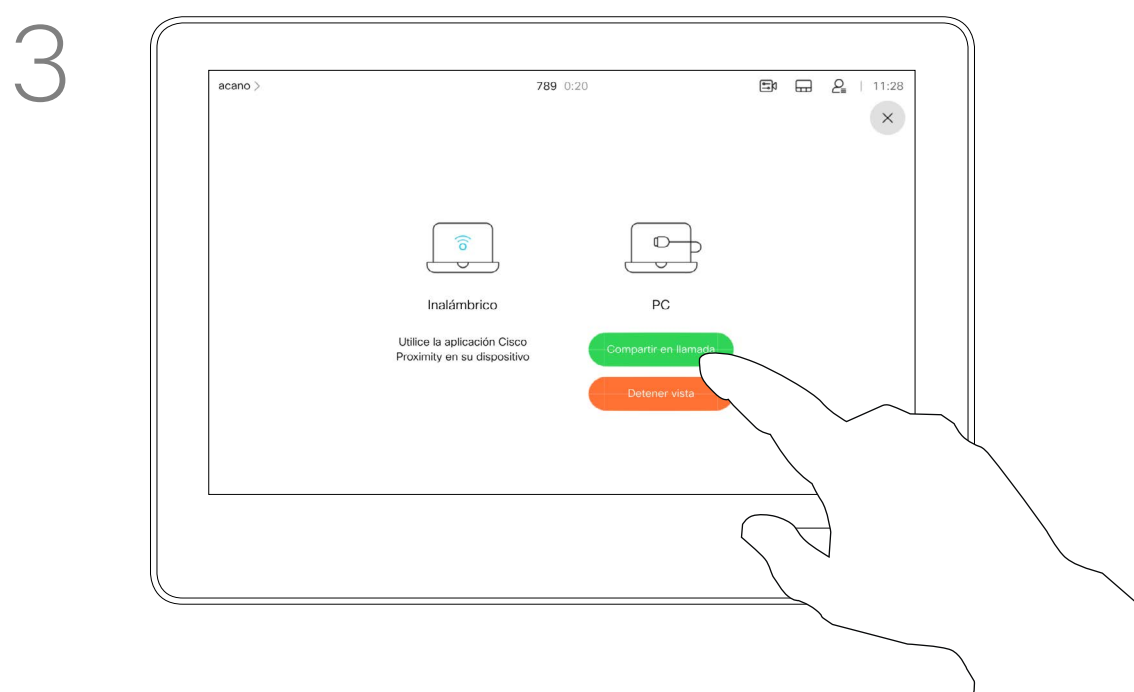 3
acano > 789 0:20 | 11:28
Inalámbrico
PC
Utilice la aplicación Cisco
Proximity en su dispositivo
Compartir en llamada
Detener vista